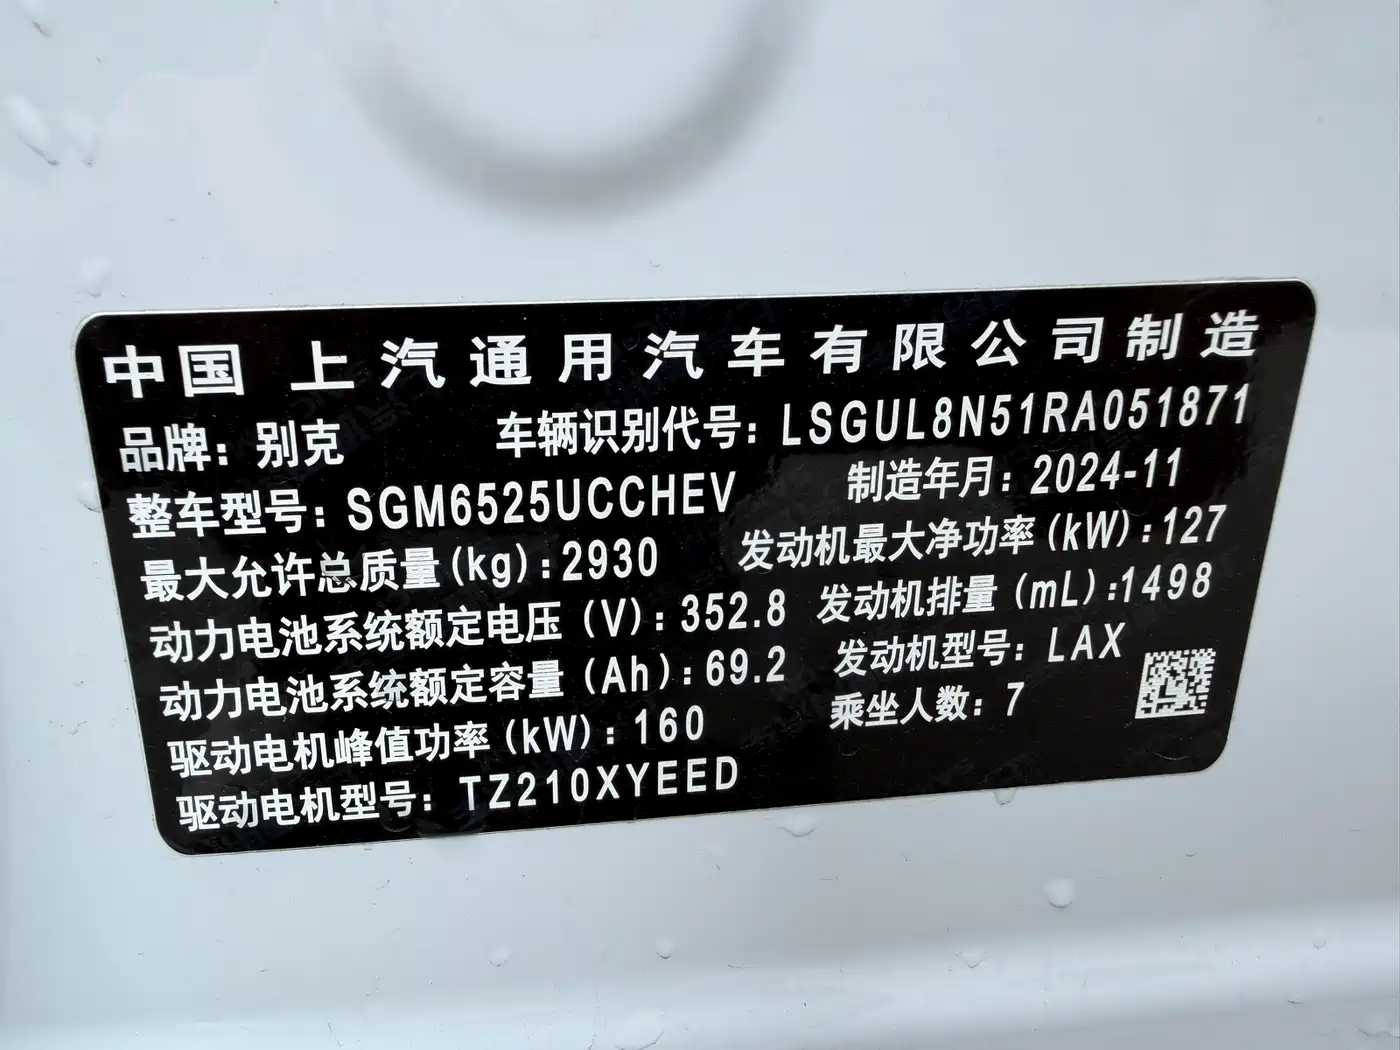 中国 上汽通用汽车有限公司制造
品牌：别克 车辆识别代号：LSGUL8N51RA051871
整车型号：SGM6525UCCHEV 制造年月：2024-11
最大允许总质量(kg):2930 发动机最大净功率(kW):127
动力电池系统额定电压(V):352.8 发动机排量(mL):1498
动力电池系统额定容量(Ah):69.2 发动机型号：LAX
驱动电机峰值功率(kW):160 乘坐人数：7
驱动电机型号：TZ210XYEED